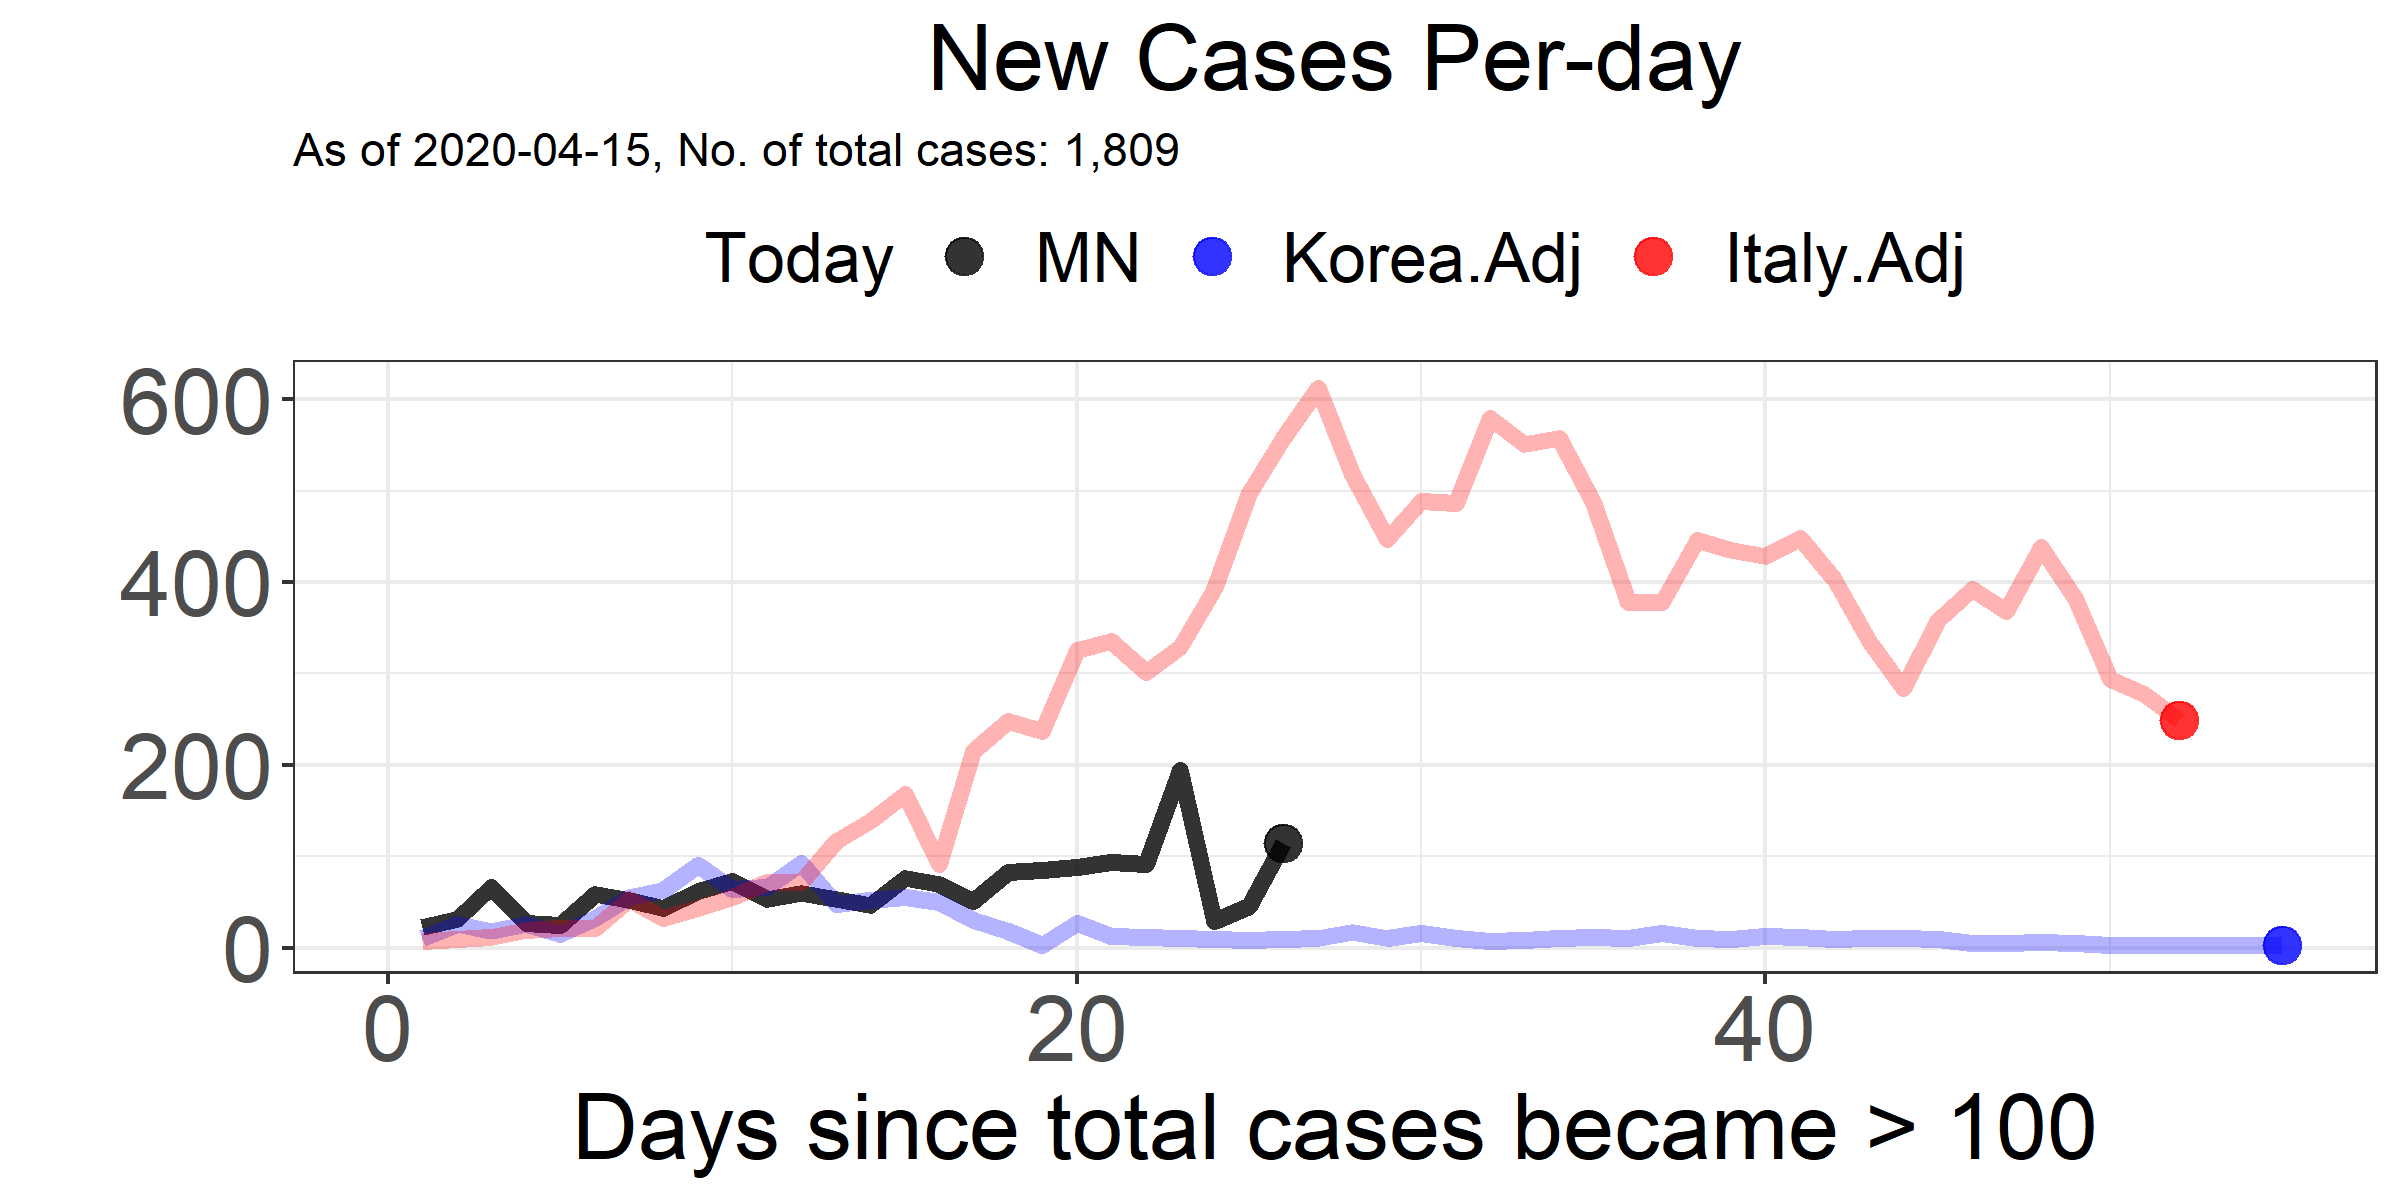 New Cases Per-day
As of 2020-04-15, No. of total cases: 1,809
Today MN Korea.Adj Italy.Adj
600
400
200
0
0 20 40
Days since total cases became > 100